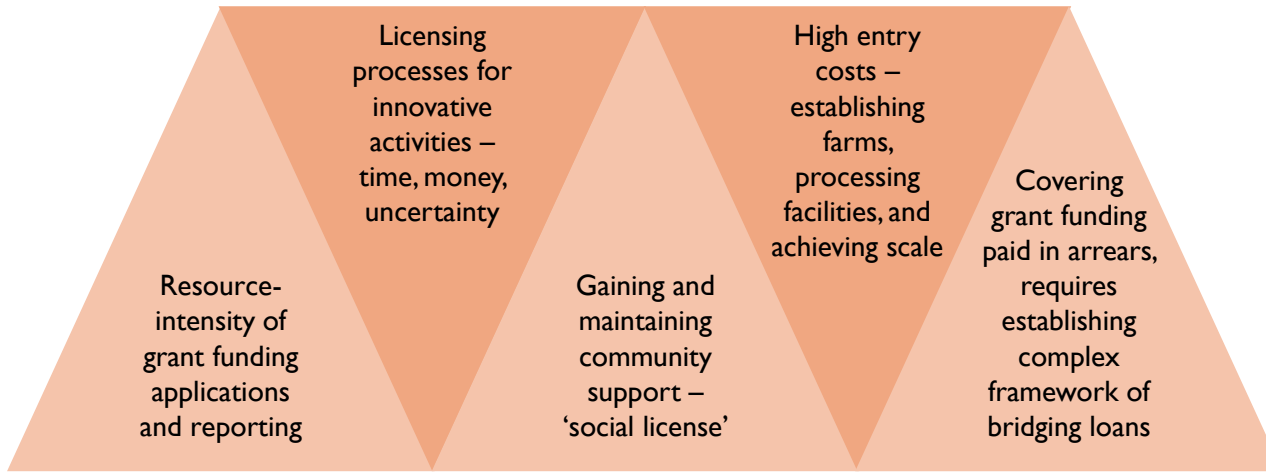 Resource-
intensity of
grant funding
applications
and reporting
Licensing
processes for
innovative
activities –
time, money,
uncertainty
Gaining and
maintaining
community
support –
‘social license’
High entry
costs –
establishing
farms,
processing
facilities, and
achieving scale
Covering
grant funding
paid in arrears,
requires
establishing
complex
framework of
bridging loans